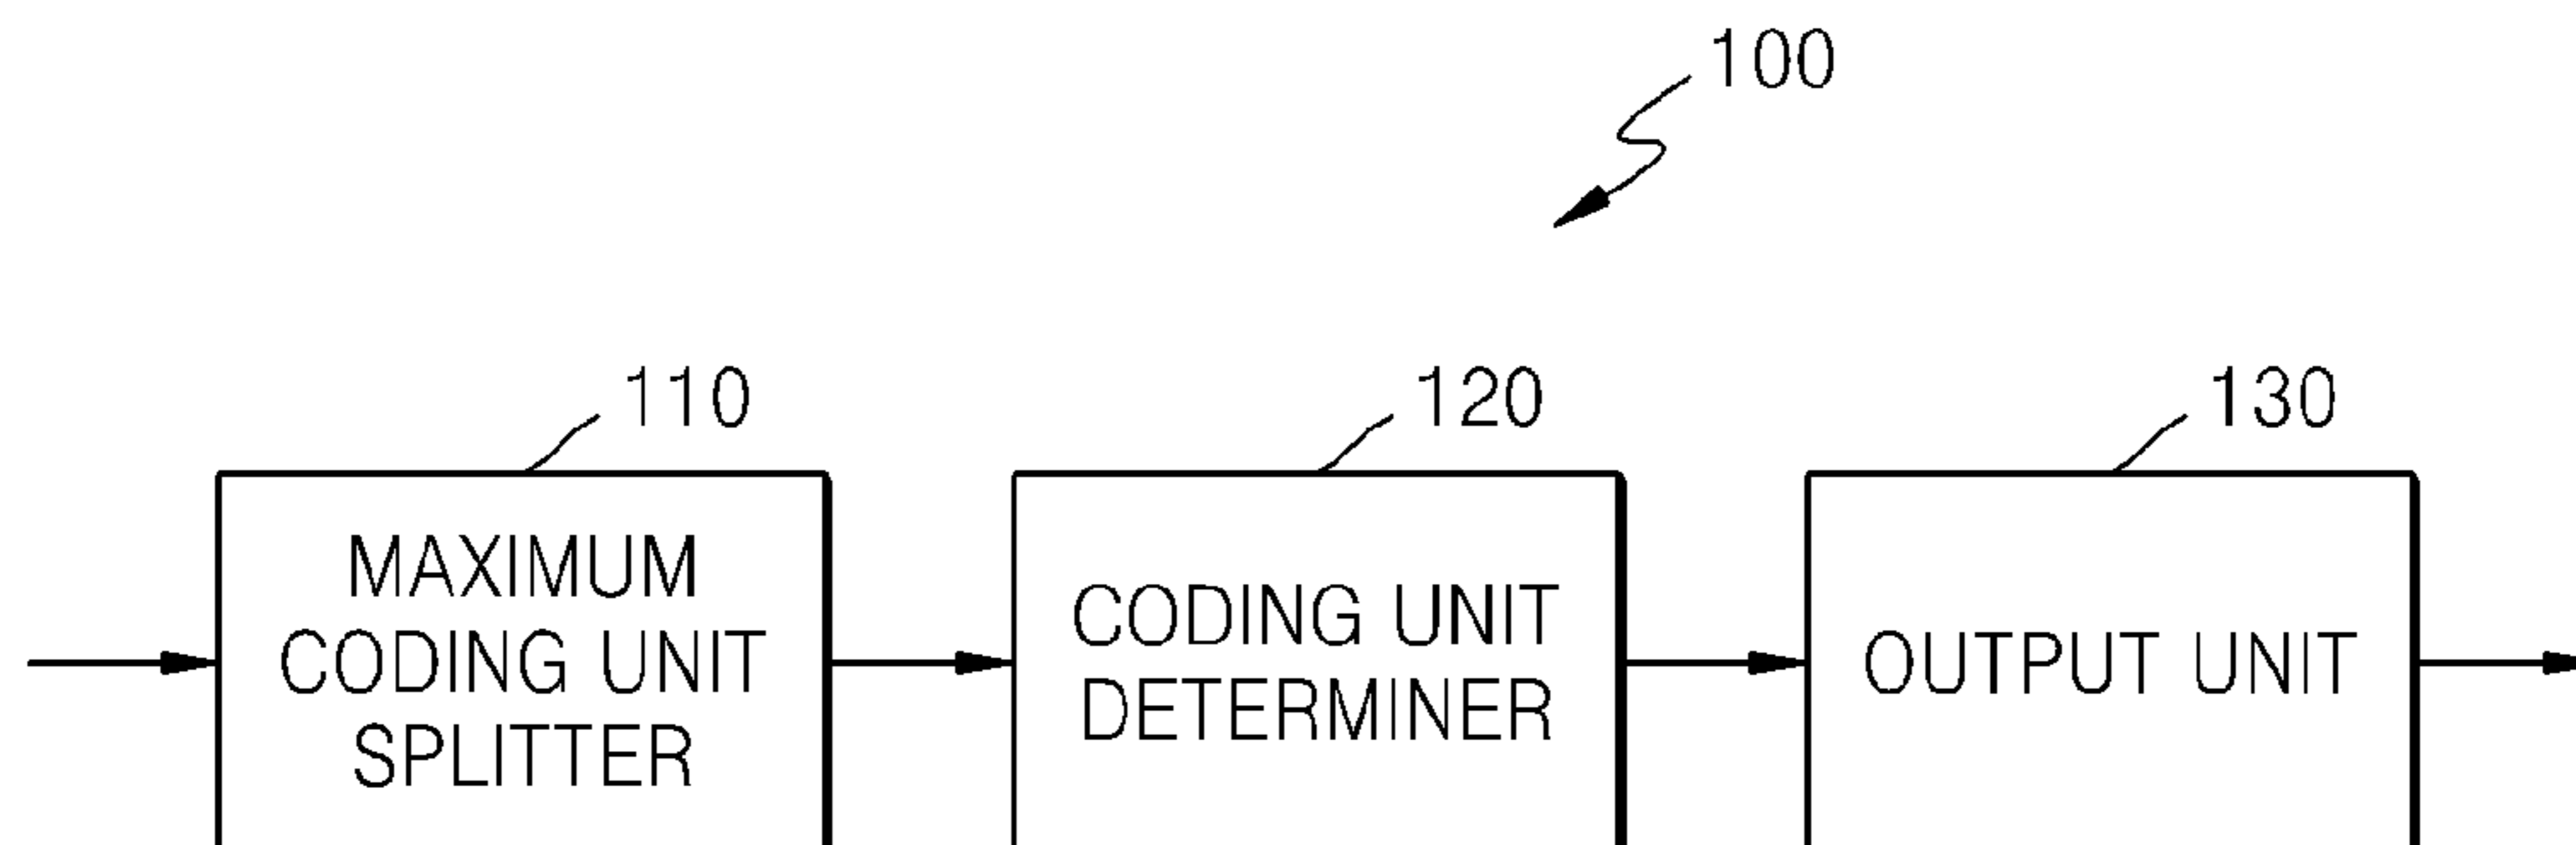 100
110
120
130
MAXIMUM
CODING UNIT
SPLITTER
CODING UNIT
DETERMINER
OUTPUT UNIT